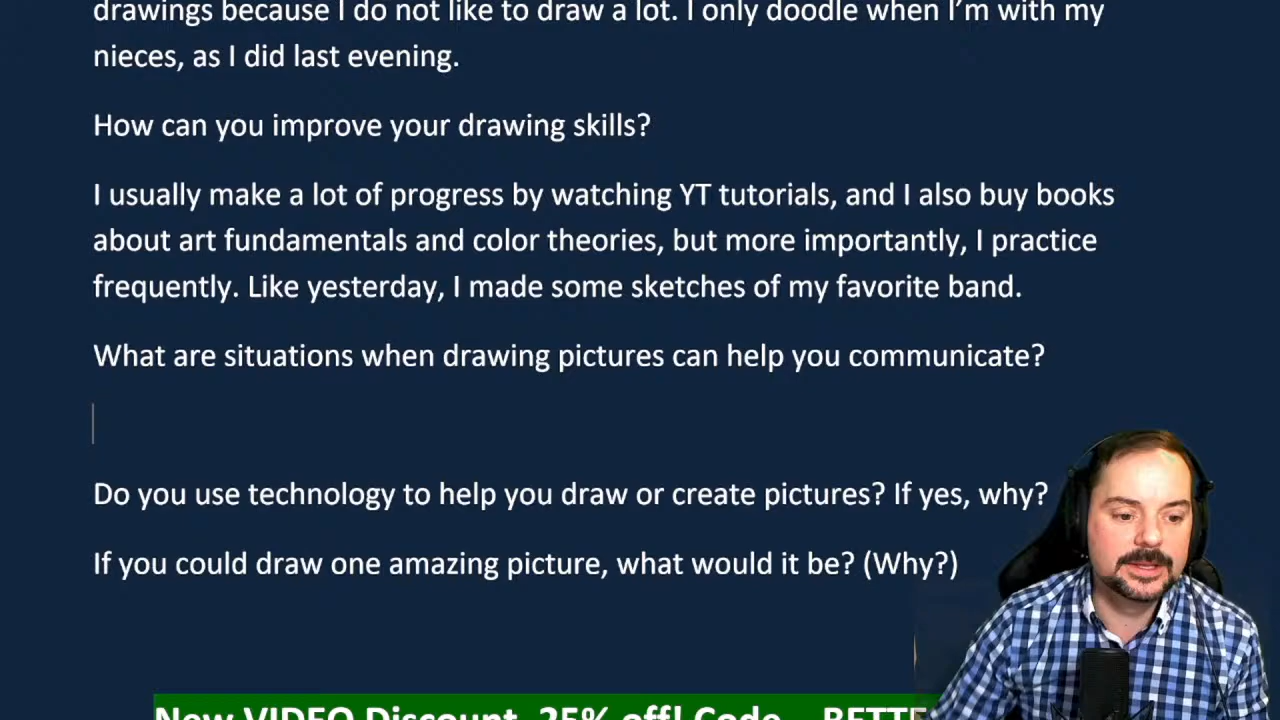 drawings because I do not like to draw a lot. I only doodle when I’m with my
nieces, as I did last evening.
How can you improve your drawing skills?
I usually make a lot of progress by watching YT tutorials, and I also buy books
about art fundamentals and color theories, but more importantly, I practice
frequently. Like yesterday, I made some sketches of my favorite band.
What are situations when drawing pictures can help you communicate?
Do you use technology to help you draw or create pictures? If yes, why?
If you could draw one amazing picture, what would it be? (Why?)
New VIDEO Discount 25% off! Code